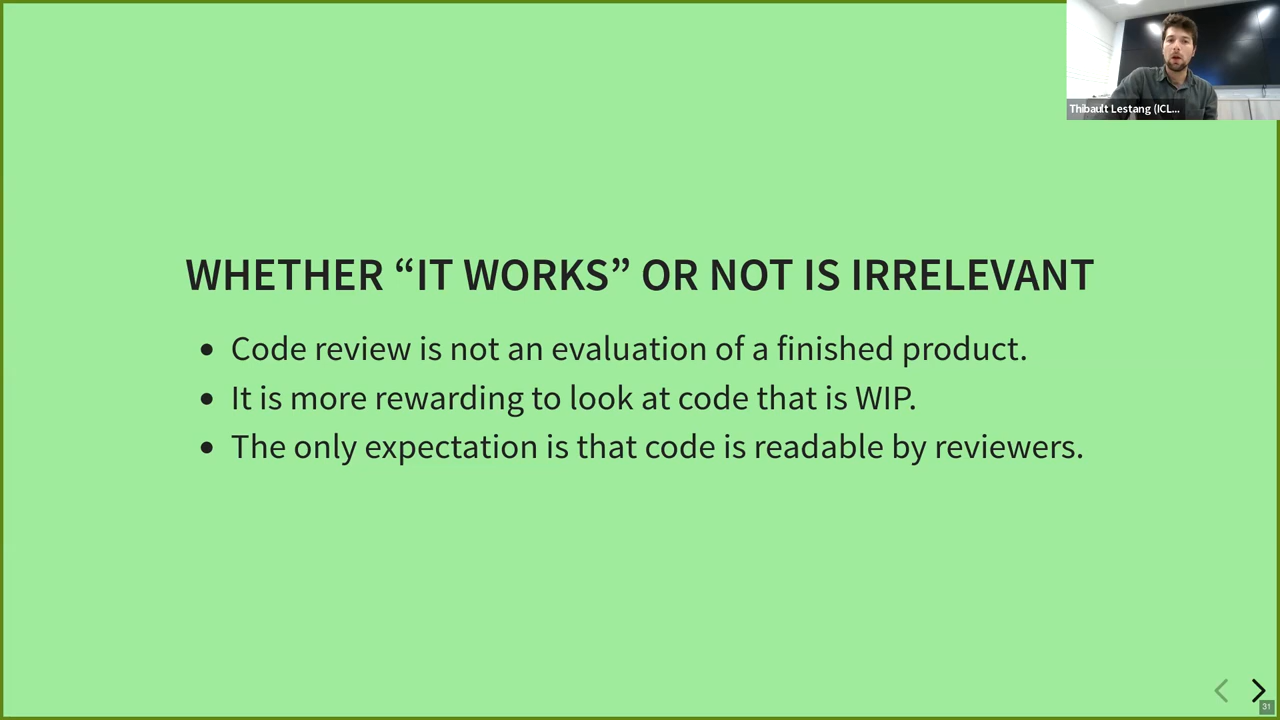 Thibault Lestang (ICL...
WHETHER “IT WORKS” OR NOT IS IRRELEVANT
• Code review is not an evaluation of a finished product.
• It is more rewarding to look at code that is WIP.
• The only expectation is that code is readable by reviewers.
31